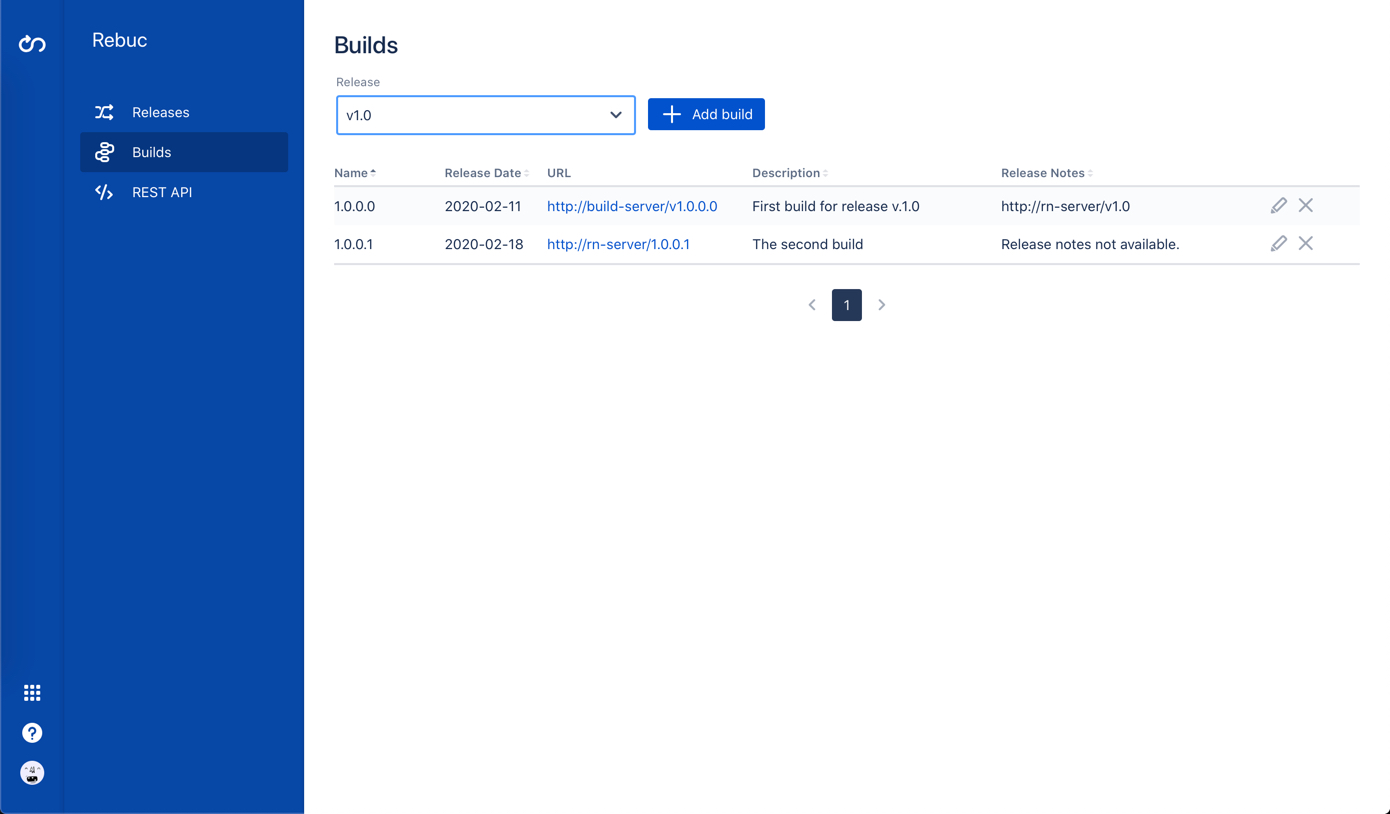 Rebuc
Releases
Builds
REST API
Builds
Release
v1.0
Add build
Name Release Date URL Description Release Notes
1.0.0.0 2020-02-11 http://build-server/v1.0.0.0 First build for release v.1.0 http://rn-server/v1.0
1.0.0.1 2020-02-18 http://rn-server/1.0.0.1 The second build Release notes not available.
1
?